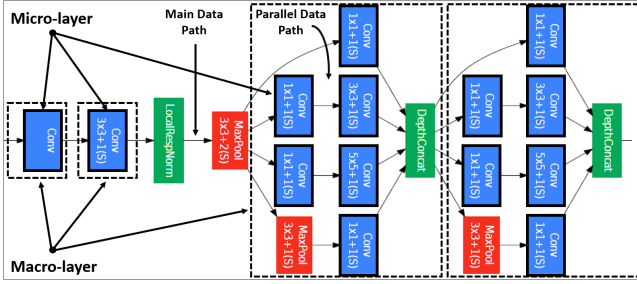 Micro-layer
Main Data
Path
Parallel Data
Path
Conv
Conv
3x3+1(S)
LocalRespNorm
MaxPool
3x3+2(S)
Conv
1x1+1(S)
Conv
1x1+1(S)
Conv
3x3+1(S)
Conv
1x1+1(S)
Conv
5x5+1(S)
MaxPool
3x3+1(S)
Conv
1x1+1(S)
DepthConcat
Conv
1x1+1(S)
Conv
1x1+1(S)
Conv
3x3+1(S)
Conv
1x1+1(S)
Conv
5x5+1(S)
MaxPool
3x3+1(S)
Conv
1x1+1(S)
DepthConcat
Macro-layer